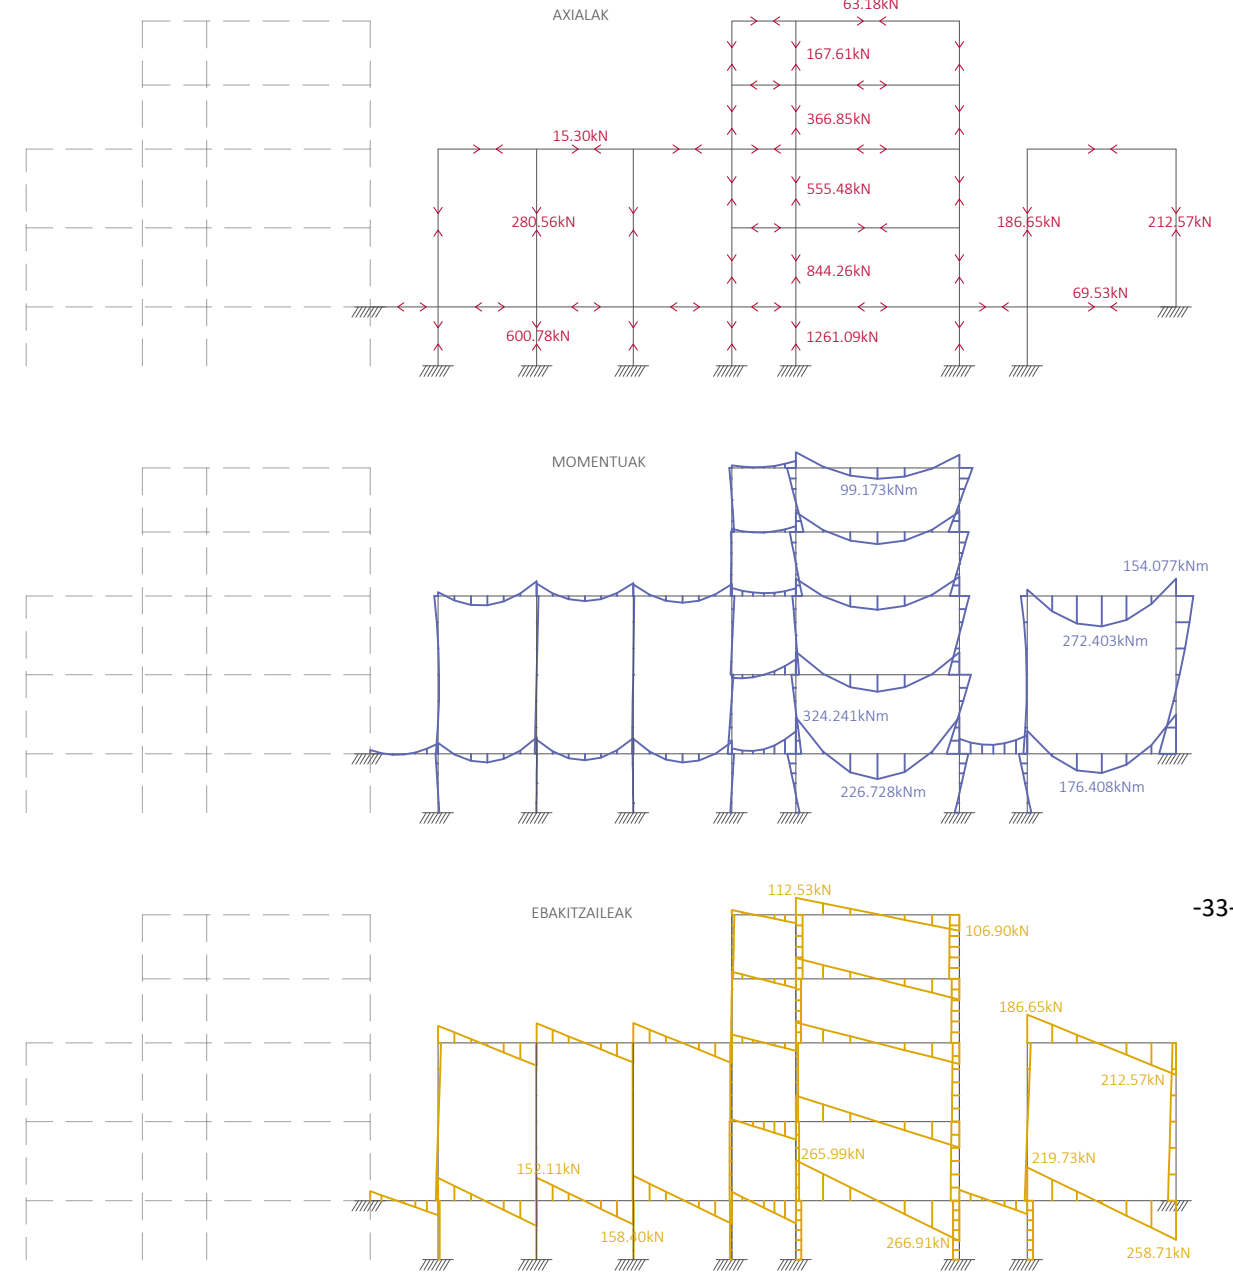 63.18kN
AXIALAK
167.61kN
366.85kN
15.30kN
555.48kN
280.56kN
186.65kN
212.57kN
844.26kN
69.53kN
600.78kN
1261.09kN
MOMENTUAK
99.173kNm
154.077kNm
272.403kNm
324.241kNm
226.728kNm
176.408kNm
112.53kN
EBAKITZAILEAK
-33-
106.90kN
186.65kN
212.57kN
265.99kN
219.73kN
152.11kN
158.40kN
266.91kN
258.71kN